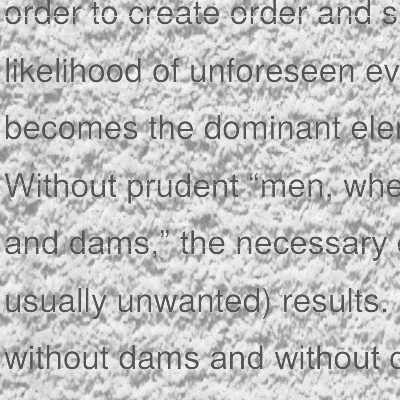 order to create order and s
likelihood of unforeseen ev
becomes the dominant ele
Without prudent “men, whe
and dams,” the necessary
usually unwanted) results.
without dams and without